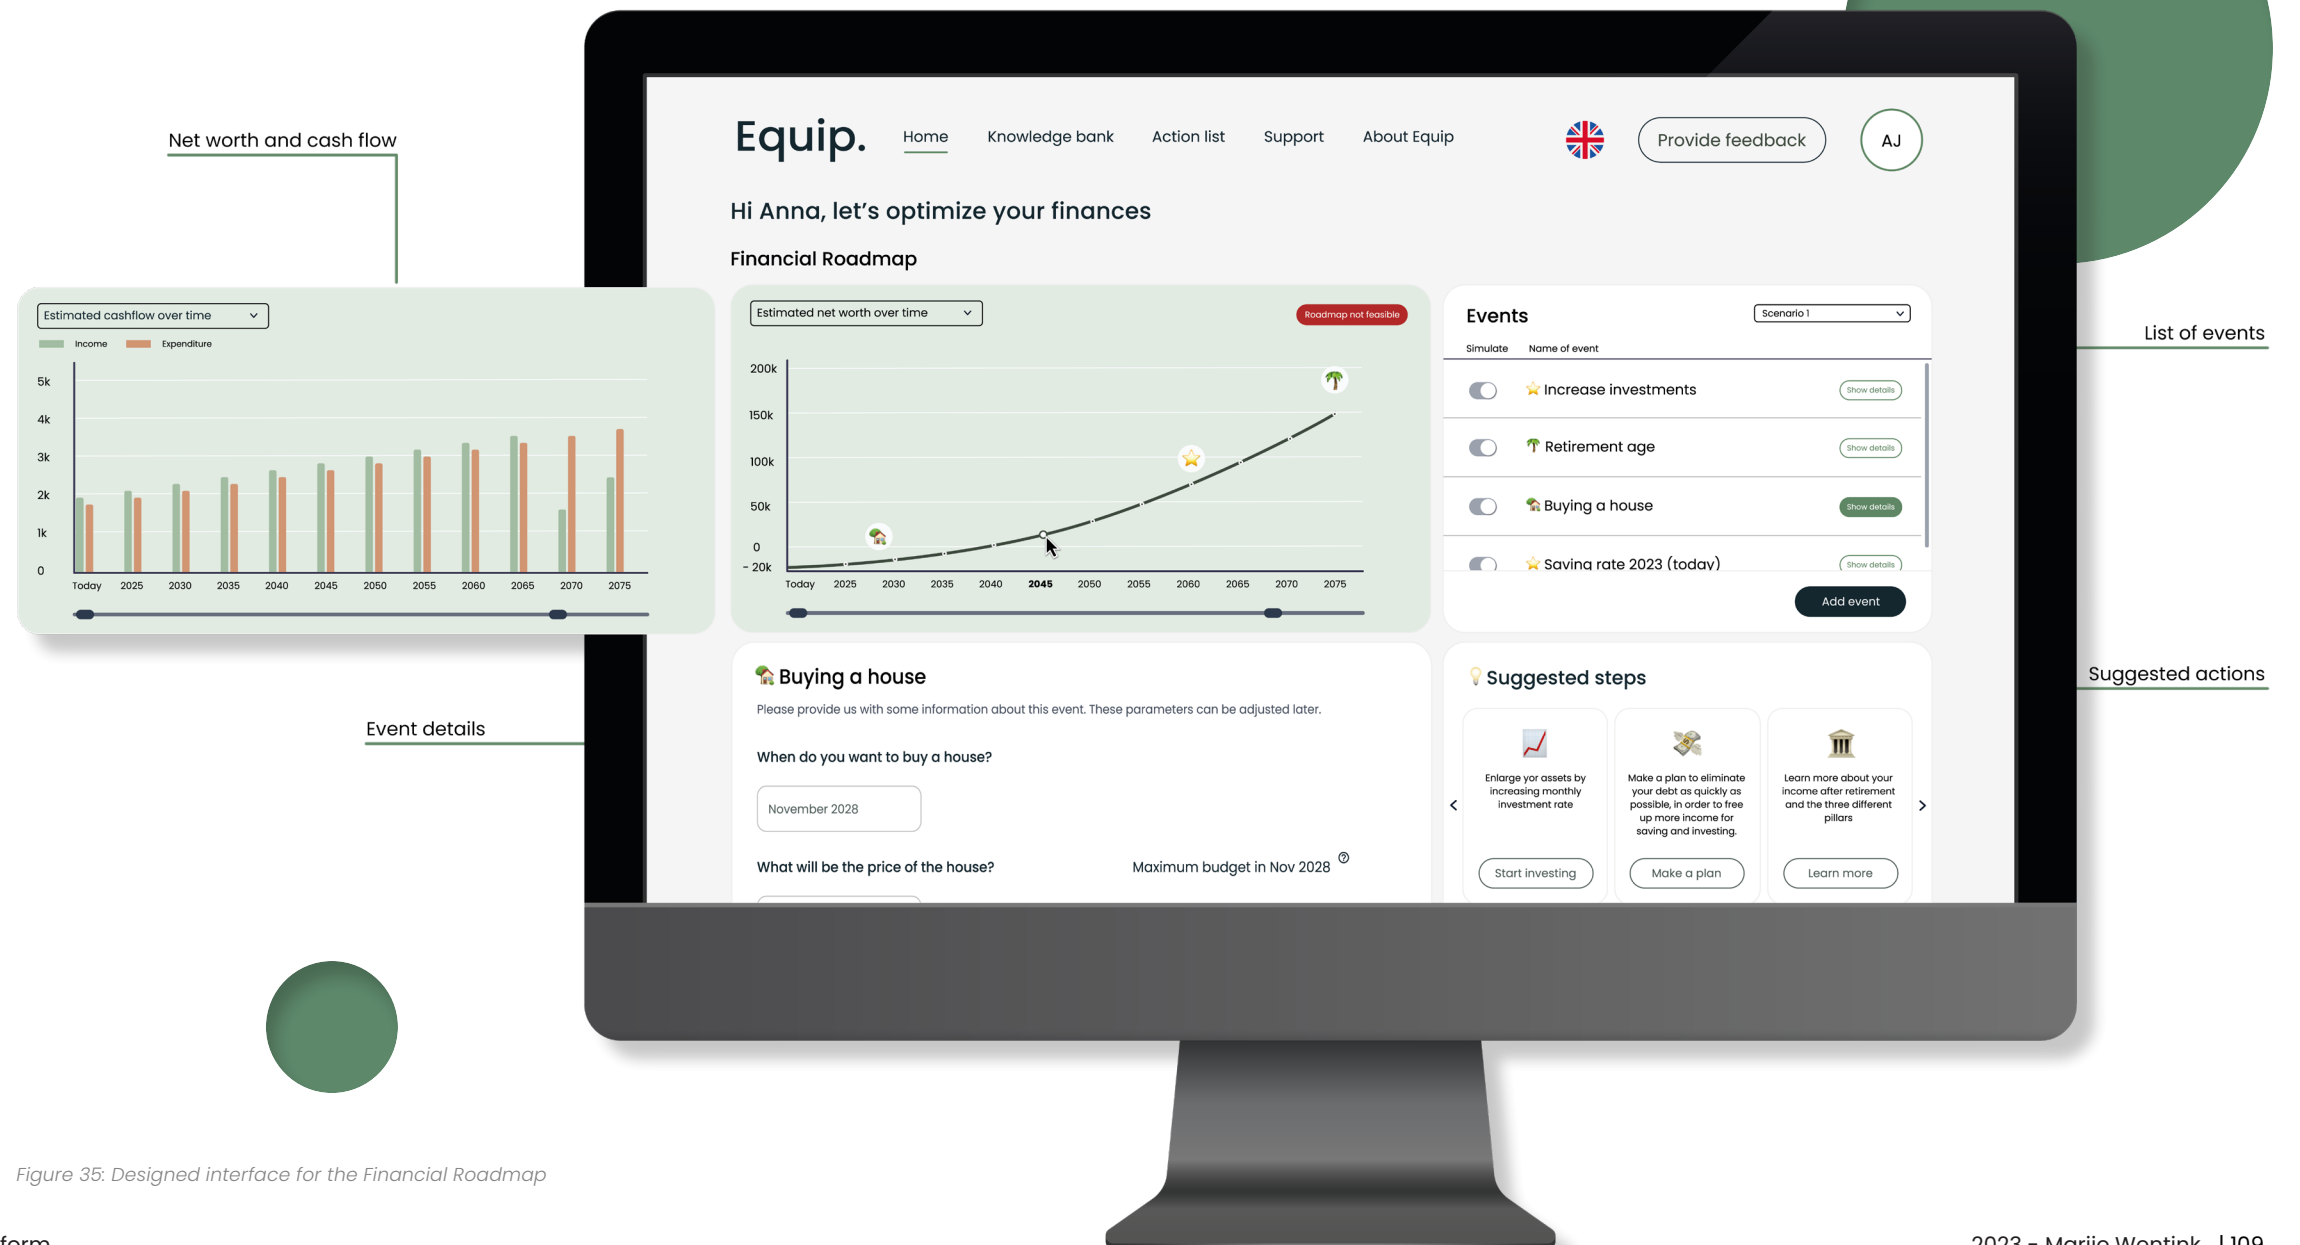 Net worth and cash flow
Equip.
Home
Knowledge bank
Action list
Support
About Equip
Provide feedback
AJ
Hi Anna, let's optimize your finances
Financial Roadmap
Estimated cashflow over time
Income
Expenditure
5k
4k
3k
2k
1k
0
Today 2025 2030 2035 2040 2045 2050 2055 2060 2065 2070 2075
Estimated net worth over time
Roadmap not feasible
200k
150k
100k
50k
0
- 20k
Today 2025 2030 2035 2040 2045 2050 2055 2060 2065 2070 2075
Events
Scenario 1
Simulate
Name of event
Increase investments
Show details
Retirement age
Show details
Buying a house
Show details
Saving rate 2023 (today)
Show details
Add event
List of events
Suggested actions
Event details
Buying a house
Please provide us with some information about this event. These parameters can be adjusted later.
When do you want to buy a house?
November 2028
What will be the price of the house?
Maximum budget in Nov 2028
?
Suggested steps
Enlarge yor assets by
increasing monthly
investment rate
Start investing
Make a plan to eliminate
your debt as quickly as
possible, in order to free
up more income for
saving and investing.
Make a plan
Learn more about your
income after retirement
and the three different
pillars
Learn more
Figure 35: Designed interface for the Financial Roadmap
form
2023 - Marije Wentink | 109